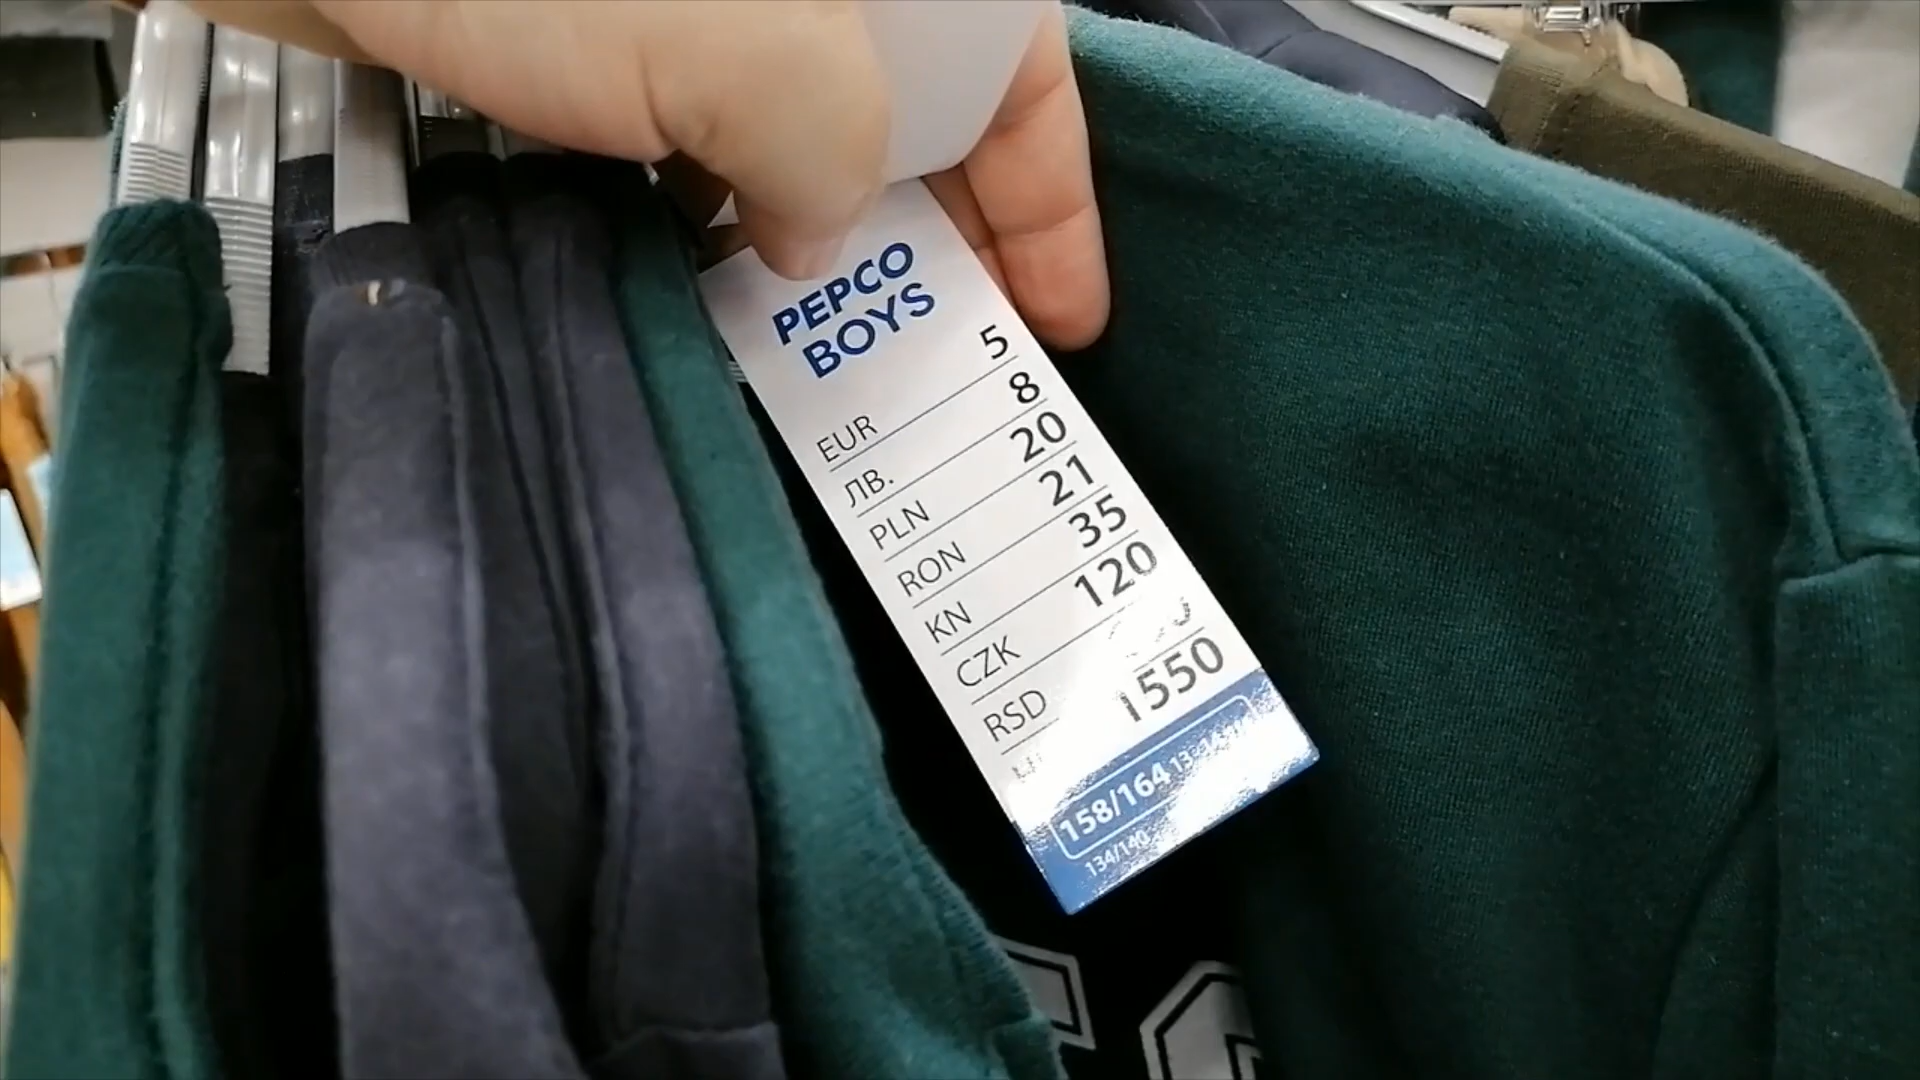 PEPCO
BOYS
EUR 5
ЛВ. 8
PLN 20
RON 21
KN 35
CZK 120
RSD
1550
158/164
134/140